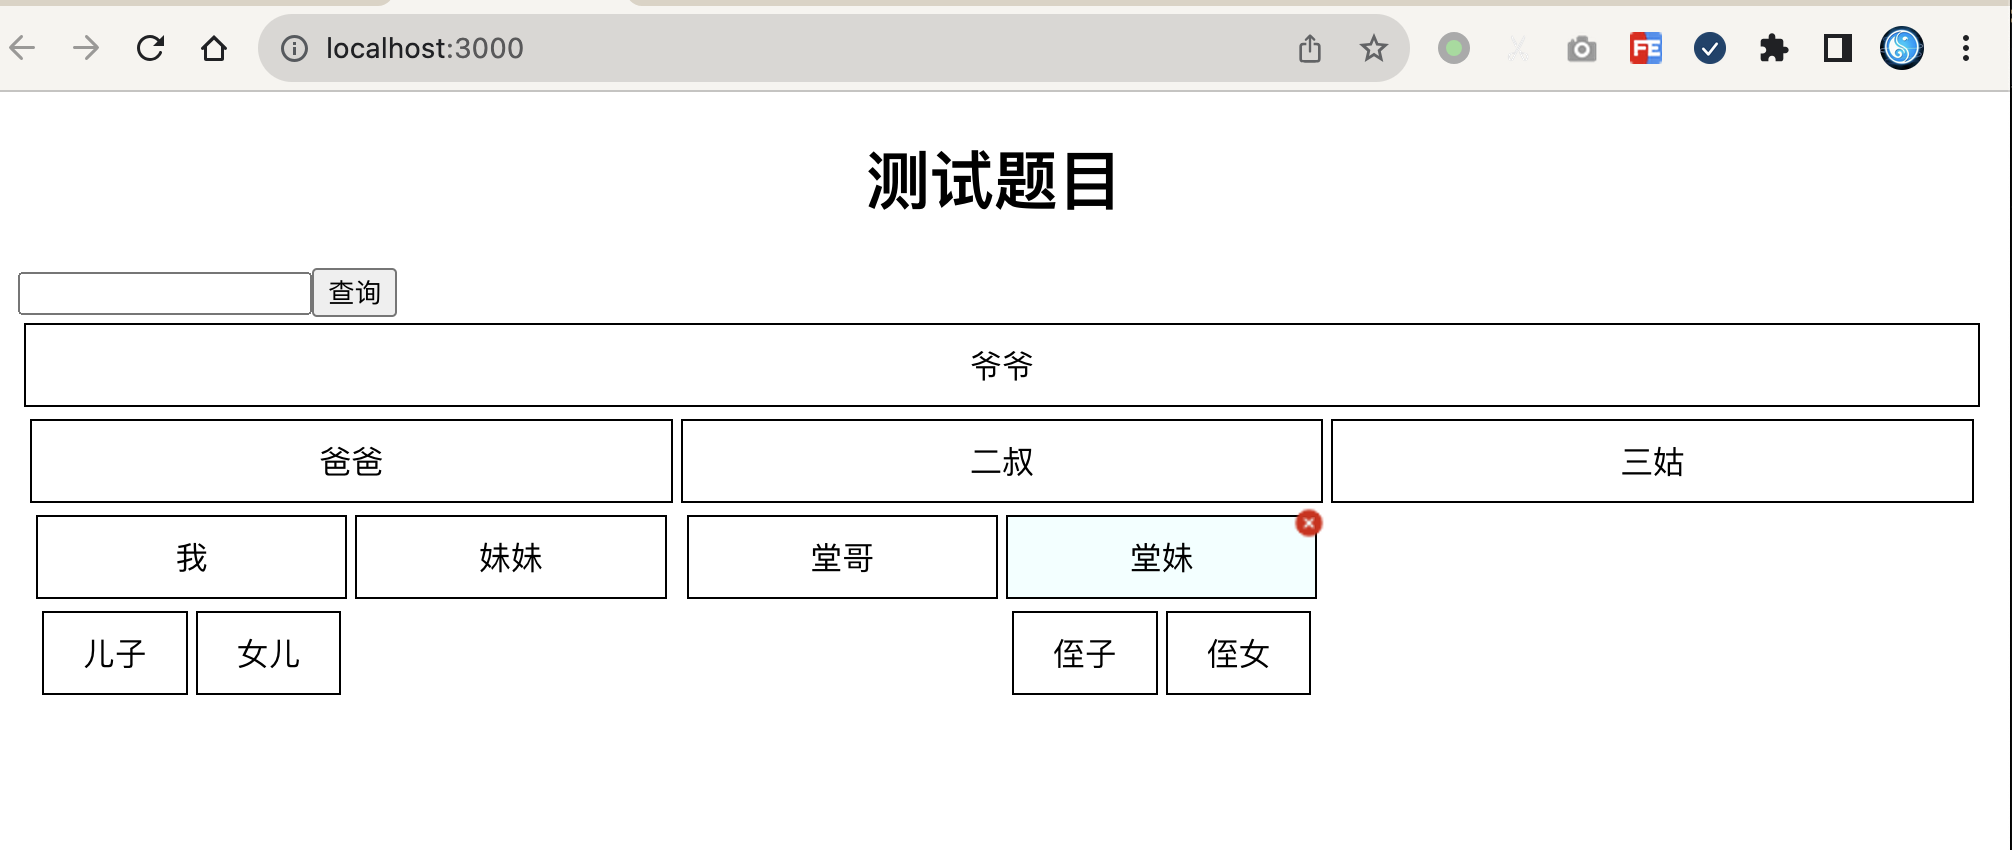 localhost:3000
FE
测试题目
查询
爷爷
爸爸 二叔 三姑
我 妹妹 堂哥 堂妹
儿子 女儿 侄子 侄女